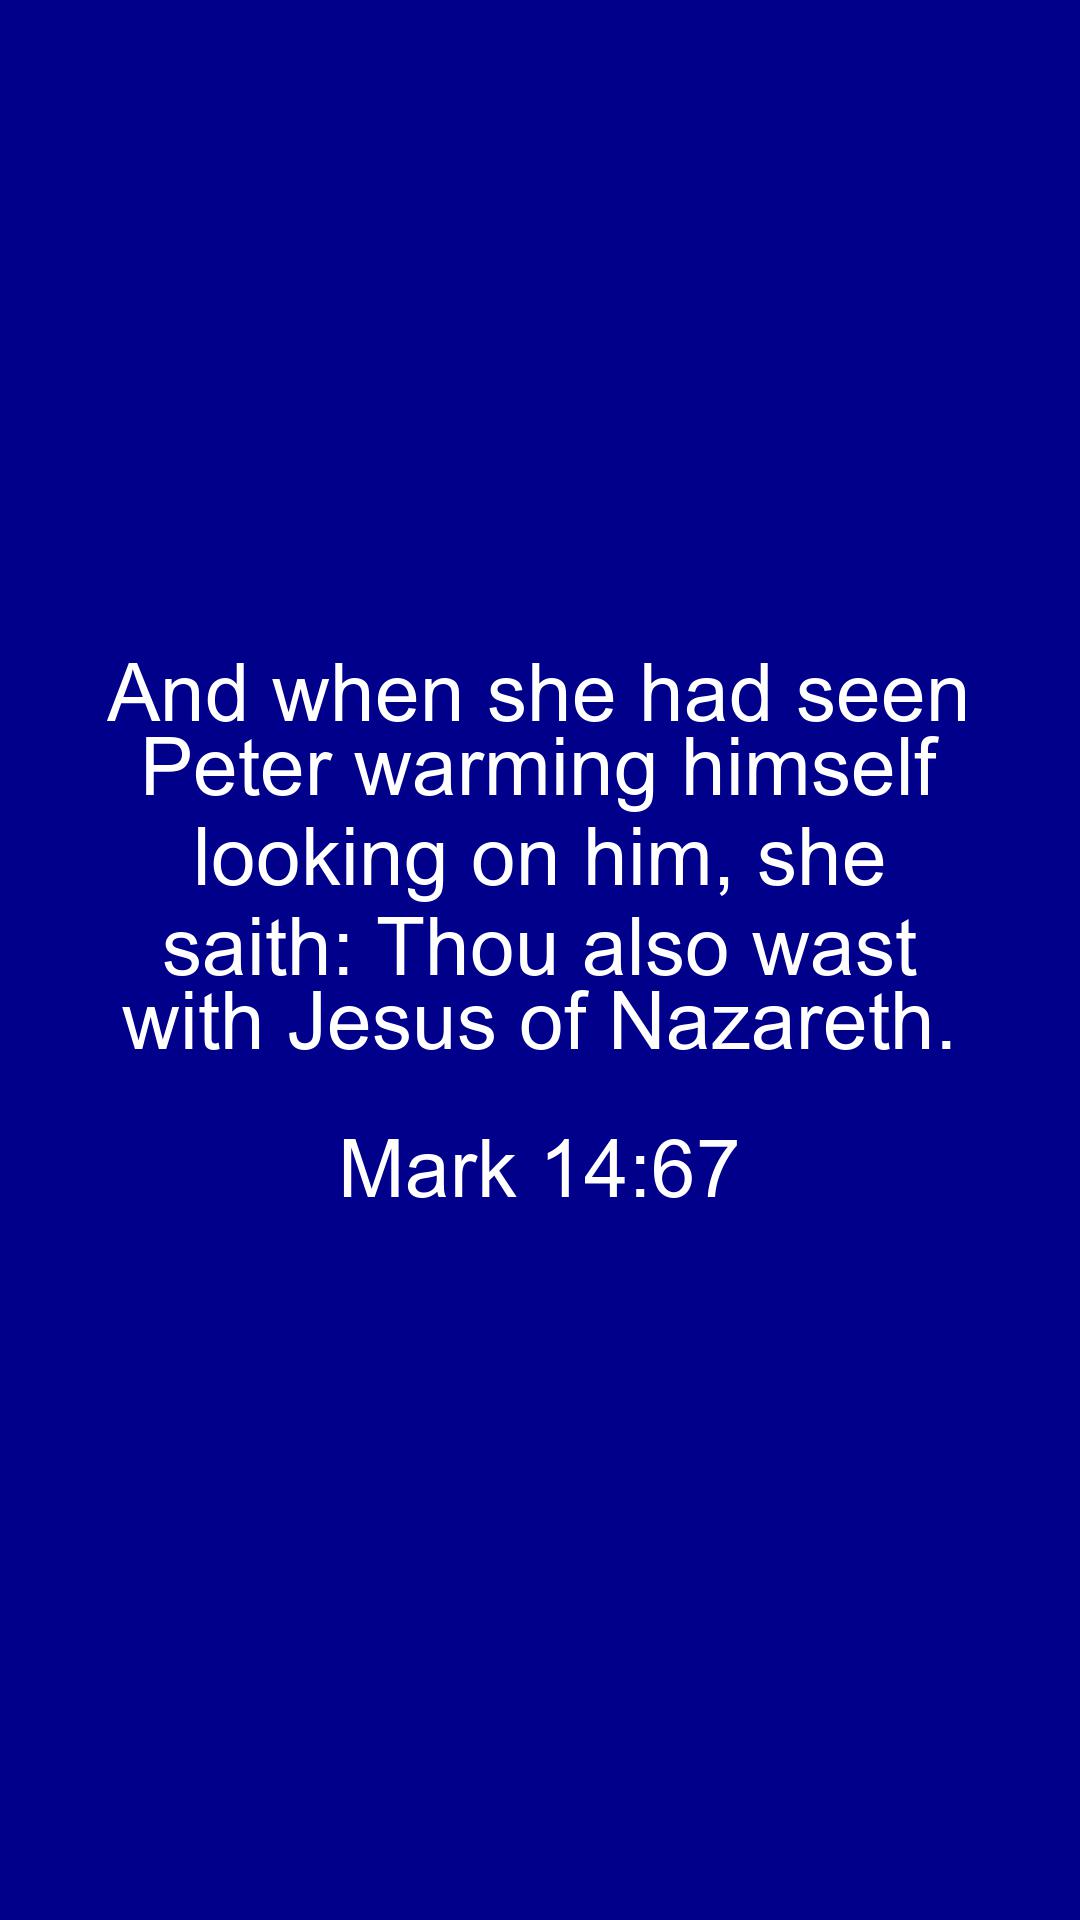 And when she had seen
Peter warming himself
looking on him, she
saith: Thou also wast
with Jesus of Nazareth.
Mark 14:67